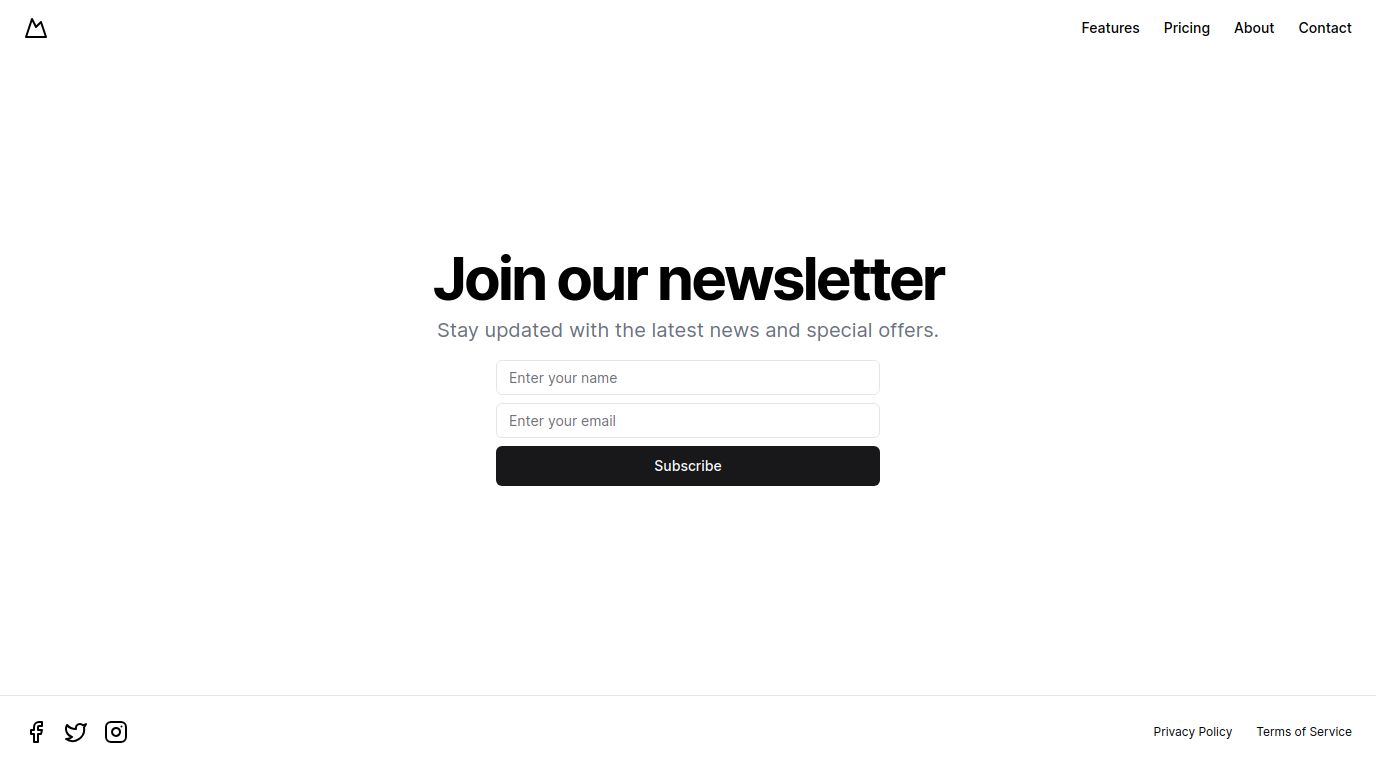 Features Pricing About Contact
Join our newsletter
Stay updated with the latest news and special offers.
Enter your name
Enter your email
Subscribe
Privacy Policy Terms of Service